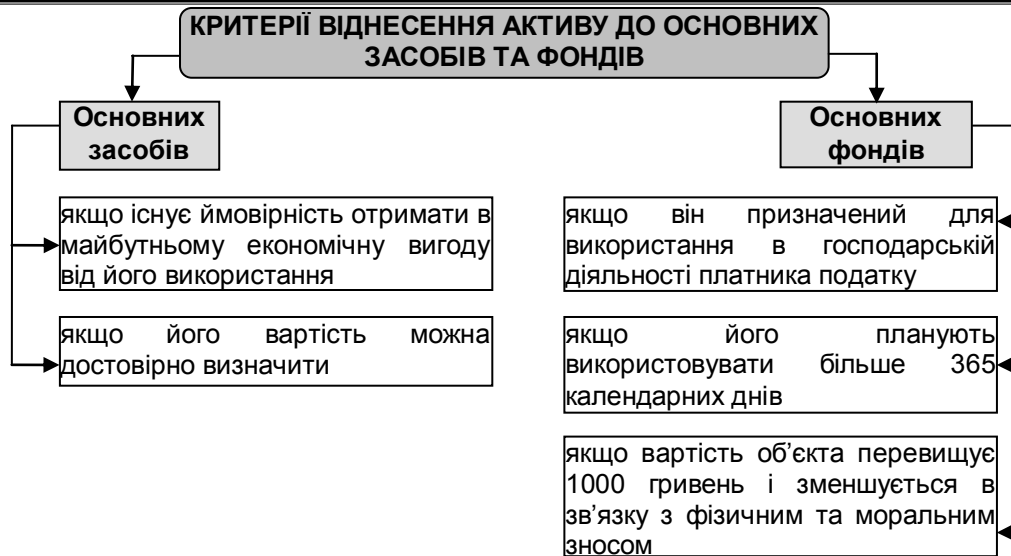 КРИТЕРІЇ ВІДНЕСЕННЯ АКТИВУ ДО ОСНОВНИХ
ЗАСОБІВ ТА ФОНДІВ
Основних
засобів
Основних
фондів
якщо існує ймовірність отримати в
майбутньому економічну вигоду
від його використання
якщо його вартість можна
достовірно визначити
якщо він призначений для
використання в господарській
діяльності платника податку
якщо його планують
використовувати більше 365
календарних днів
якщо вартість об’єкта перевищує
1000 гривень і зменшується в
зв’язку з фізичним та моральним
зносом